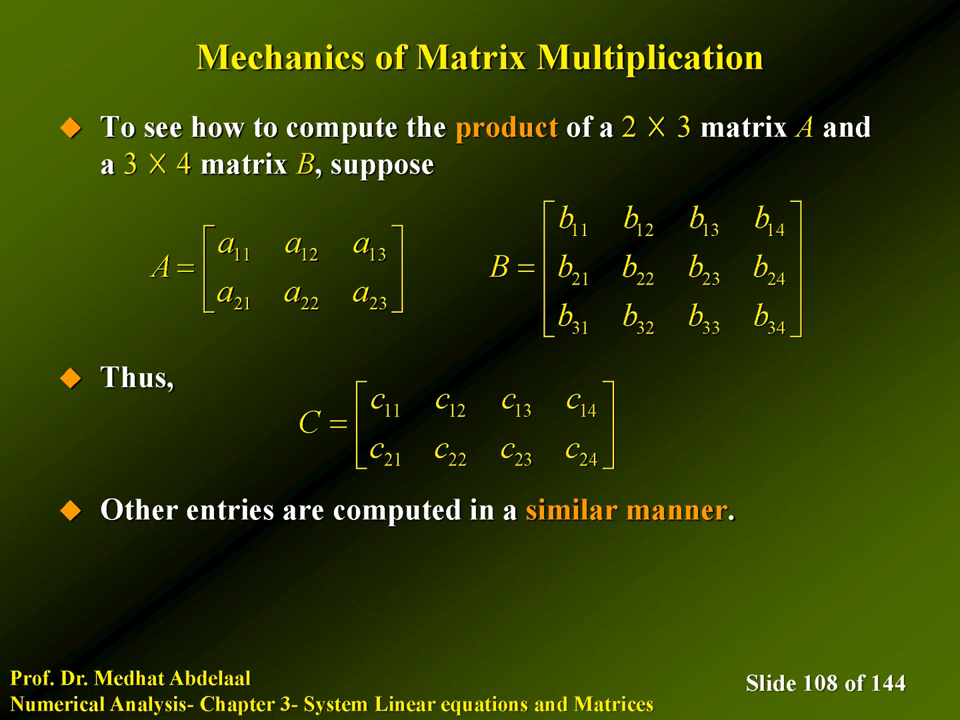 Mechanics of Matrix Multiplication
◆ To see how to compute the product of a 2 × 3 matrix A and
a 3 × 4 matrix B, suppose
A = [ a₁₁ a₁₂ a₁₃
a₂₁ a₂₂ a₂₃ ]
B = [ b₁₁ b₁₂ b₁₃ b₁₄
b₂₁ b₂₂ b₂₃ b₂₄
b₃₁ b₃₂ b₃₃ b₃₄ ]
◆ Thus,
C = [ c₁₁ c₁₂ c₁₃ c₁₄
c₂₁ c₂₂ c₂₃ c₂₄ ]
◆ Other entries are computed in a similar manner.
Prof. Dr. Medhat Abdelaal
Numerical Analysis- Chapter 3- System Linear equations and Matrices
Slide 108 of 144